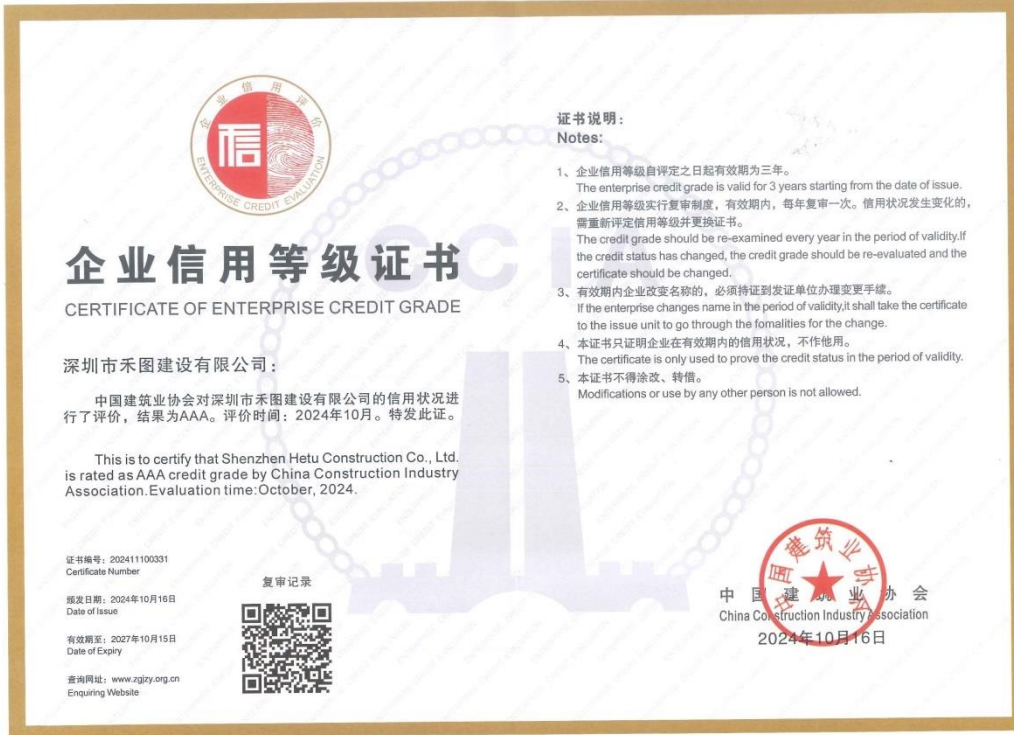 企业信用评价
信
ENTERPRISE CREDIT EVALUATION
企业信用等级证书
CERTIFICATE OF ENTERPRISE CREDIT GRADE
深圳市禾图建设有限公司：
中国建筑业协会对深圳市禾图建设有限公司的信用状况进
行了评价，结果为AAA。评价时间：2024年10月。特发此证。
This is to certify that Shenzhen Hetu Construction Co., Ltd.
is rated as AAA credit grade by China Construction Industry
Association.Evaluation time:October, 2024.
证书编号：202411100331
Certificate Number
颁发日期：2024年10月16日
Date of Issue
有效期至：2027年10月15日
Date of Expiry
查询网址：www.zgjzy.org.cn
Enquiring Website
复审记录
CCIA
证书说明：
Notes:
1、企业信用等级自评定之日起有效期为三年。
The enterprise credit grade is valid for 3 years starting from the date of issue.
2、企业信用等级实行复审制度，有效期内，每年复审一次。信用状况发生变化的，
需重新评定信用等级并更换证书。
The credit grade should be re-examined every year in the period of validity.If
the credit status has changed, the credit grade should be re-evaluated and the
certificate should be changed.
3、有效期内企业改变名称的，必须持证到发证单位办理变更手续。
If the enterprise changes name in the period of validity,it shall take the certificate
to the issue unit to go through the fomalities for the change.
4、本证书只证明企业在有效期内的信用状况，不作他用。
The certificate is only used to prove the credit status in the period of validity.
5、本证书不得涂改、转借。
Modifications or use by any other person is not allowed.
中国建筑业协会
中国建筑业协会
China Construction Industry Association
2024年10月16日